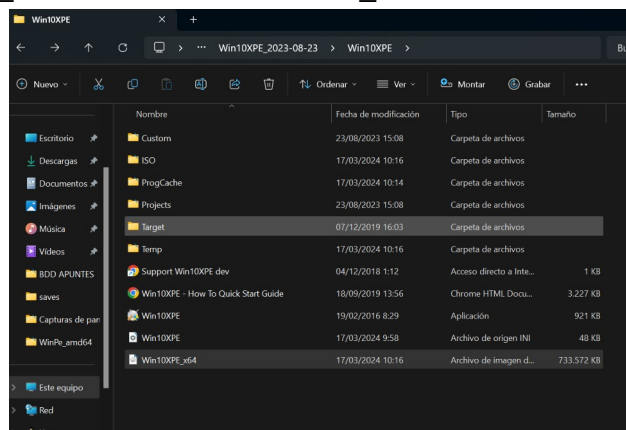 Win10XPE
Win10XPE_2023-08-23 > Win10XPE >
Nuevo Ordenar Ver Montar Grabar
Nombre Fecha de modificación Tipo Tamaño
Escritorio
Descargas
Documentos
Imágenes
Música
Vídeos
BDD APUNTES
saves
Capturas de pan
WinPe_amd64
Este equipo
Red
Custom 23/08/2023 15:08 Carpeta de archivos
ISO 17/03/2024 10:16 Carpeta de archivos
ProgCache 17/03/2024 10:14 Carpeta de archivos
Projects 23/08/2023 15:08 Carpeta de archivos
Target 07/12/2019 16:03 Carpeta de archivos
Temp 17/03/2024 10:16 Carpeta de archivos
Support Win10XPE dev 04/12/2018 1:12 Acceso directo a Inte... 1 KB
Win10XPE - How To Quick Start Guide 18/09/2019 13:56 Chrome HTML Docu... 3.227 KB
Win10XPE 19/02/2016 8:29 Aplicación 921 KB
Win10XPE 17/03/2024 9:58 Archivo de origen INI 48 KB
Win10XPE_x64 17/03/2024 10:16 Archivo de imagen d... 733.572 KB